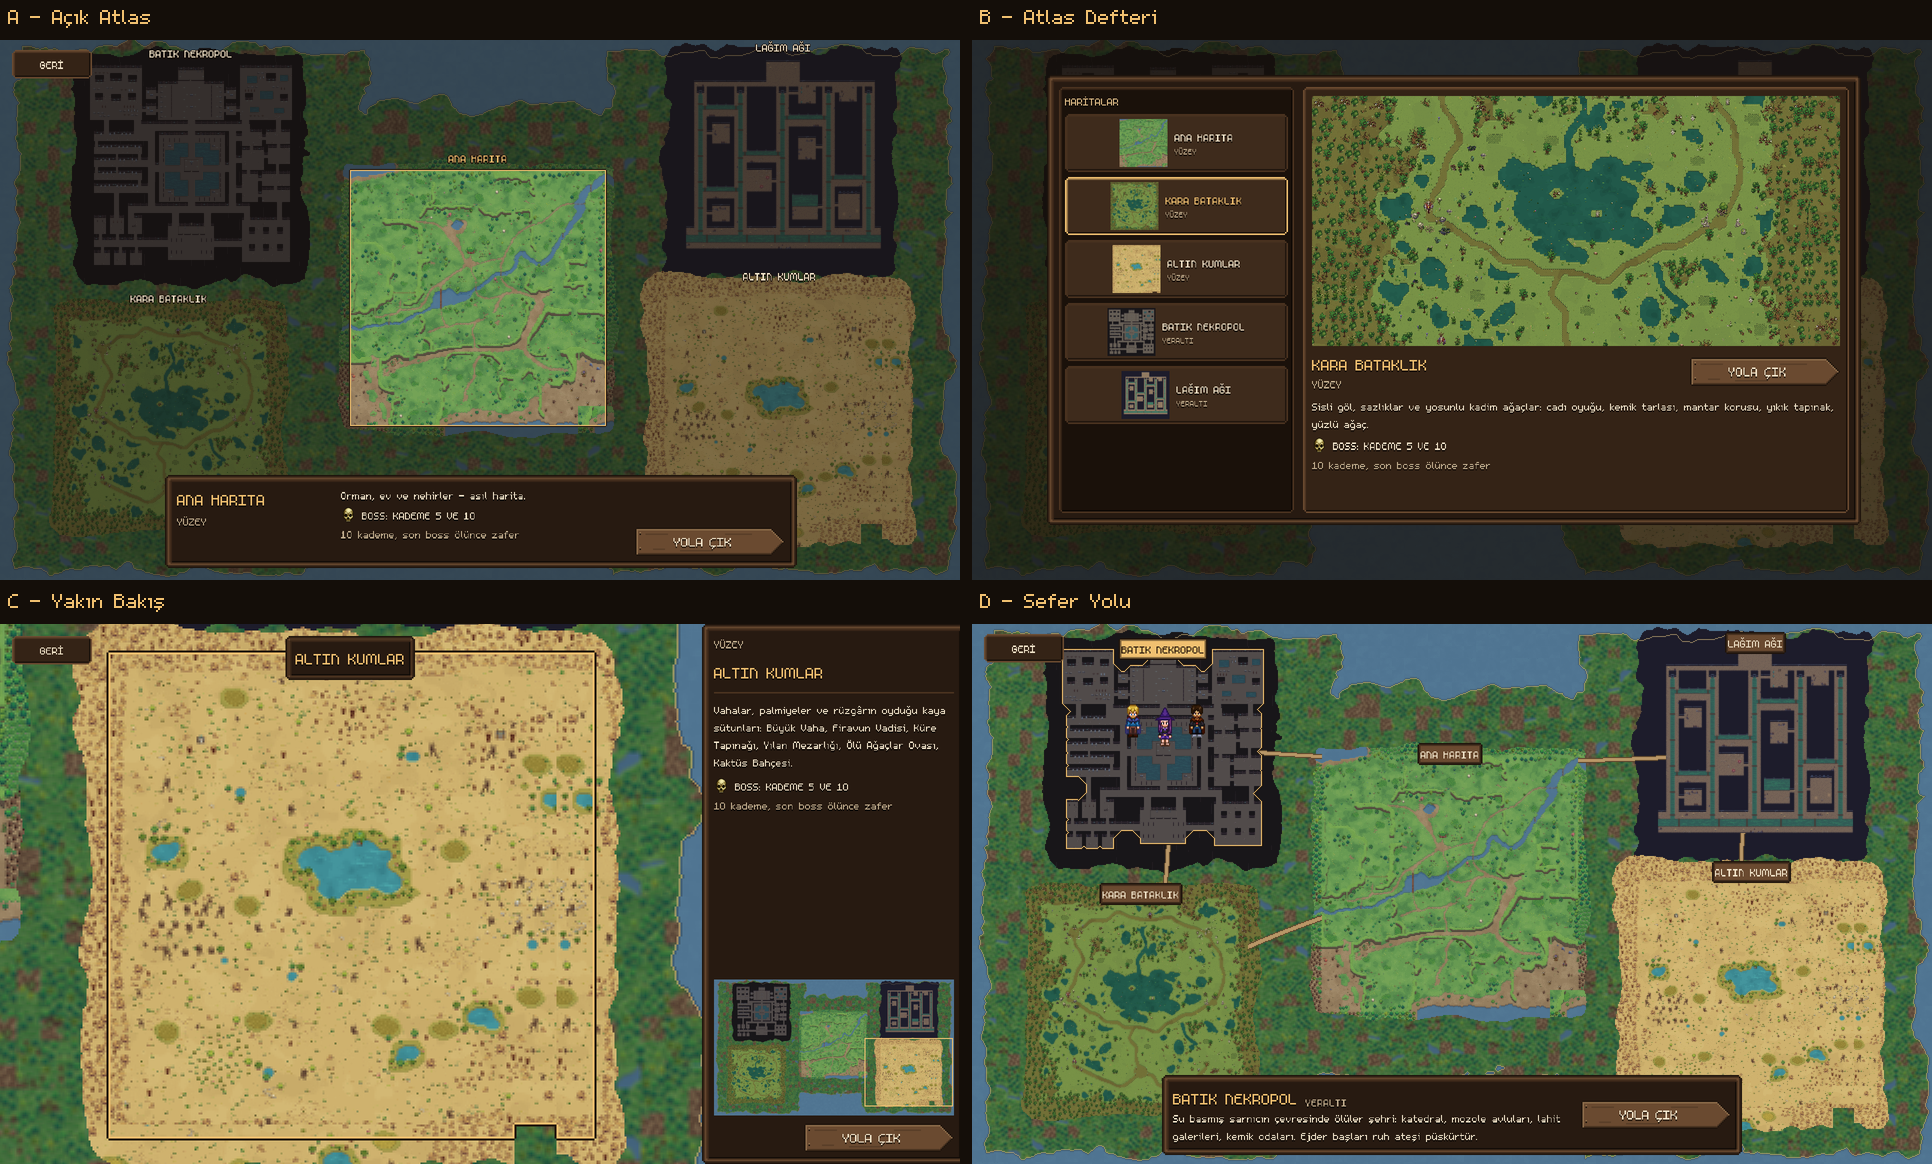 A - Açık Atlas
GERİ
BATIK NEKROPOL
LAĞIM AĞI
ANA HARITA
ALTIN KUMLAR
KARA BATAKLIK
ANA HARITA
YÜZEY
Orman, ev ve nehirler - asıl harita.
BOSS: KADEME 5 VE 10
10 kademe, son boss ölünce zafer
YOLA ÇIK
B - Atlas Defteri
HARİTALAR
ANA HARITA
YÜZEY
KARA BATAKLIK
YÜZEY
ALTIN KUMLAR
YÜZEY
BATIK NEKROPOL
YERALTI
LAĞIM AĞI
YERALTI
KARA BATAKLIK
YÜZEY
YOLA ÇIK
Sisli göl, sazlıklar ve yosunlu kadim ağaçlar: cadı oyuğu, kemik tarlası, mantar korusu, yıkık tapınak,
yüzlü ağaç.
BOSS: KADEME 5 VE 10
10 kademe, son boss ölünce zafer
C - Yakın Bakış
GERİ
ALTIN KUMLAR
YÜZEY
ALTIN KUMLAR
Vahalar, palmiyeler ve rüzgârın oyduğu kaya
sütunları: Büyük Vaha, Firavun Vadisi, Küre
Tapınağı, Yılan Mezarlığı, Ölü Ağaçlar Ovası,
Kaktüs Bahçesi.
BOSS: KADEME 5 VE 10
10 kademe, son boss ölünce zafer
YOLA ÇIK
D - Sefer Yolu
GERİ
BATIK NEKROPOL
LAĞIM AĞI
ANA HARITA
ALTIN KUMLAR
KARA BATAKLIK
BATIK NEKROPOL YERALTI
Su basmış sarnıcın çevresinde ölüler şehri: katedral, mozole avluları, lahit
galerileri, kemik odaları. Ejder başları ruh ateşi püskürtür.
YOLA ÇIK